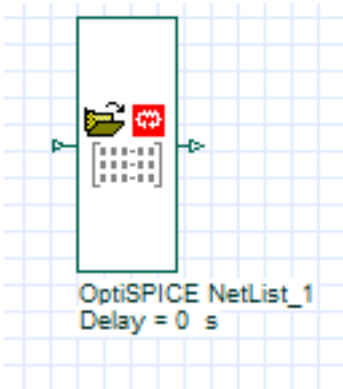 OptiSPICE NetList_1
Delay = 0 s